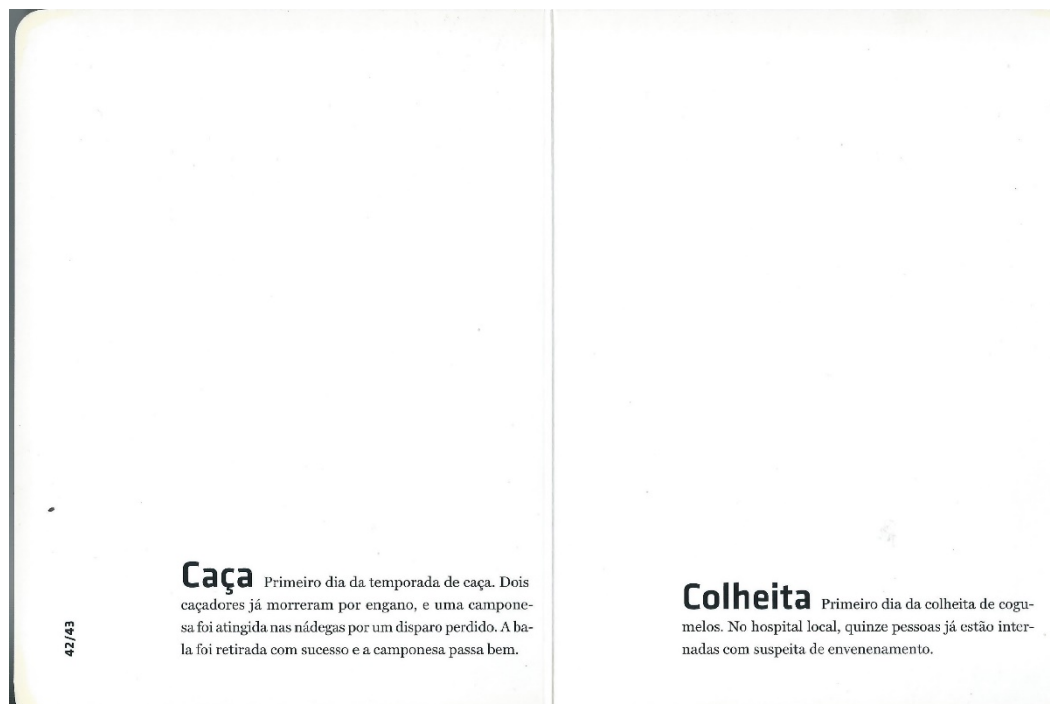 Caça Primeiro dia da temporada de caça. Dois
caçadores já morreram por engano, e uma campone-
sa foi atingida nas nádegas por um disparo perdido. A ba-
la foi retirada com sucesso e a camponesa passa bem.
42/43
Colheita Primeiro dia da colheita de cogu-
melos. No hospital local, quinze pessoas já estão inter-
nadas com suspeita de envenenamento.